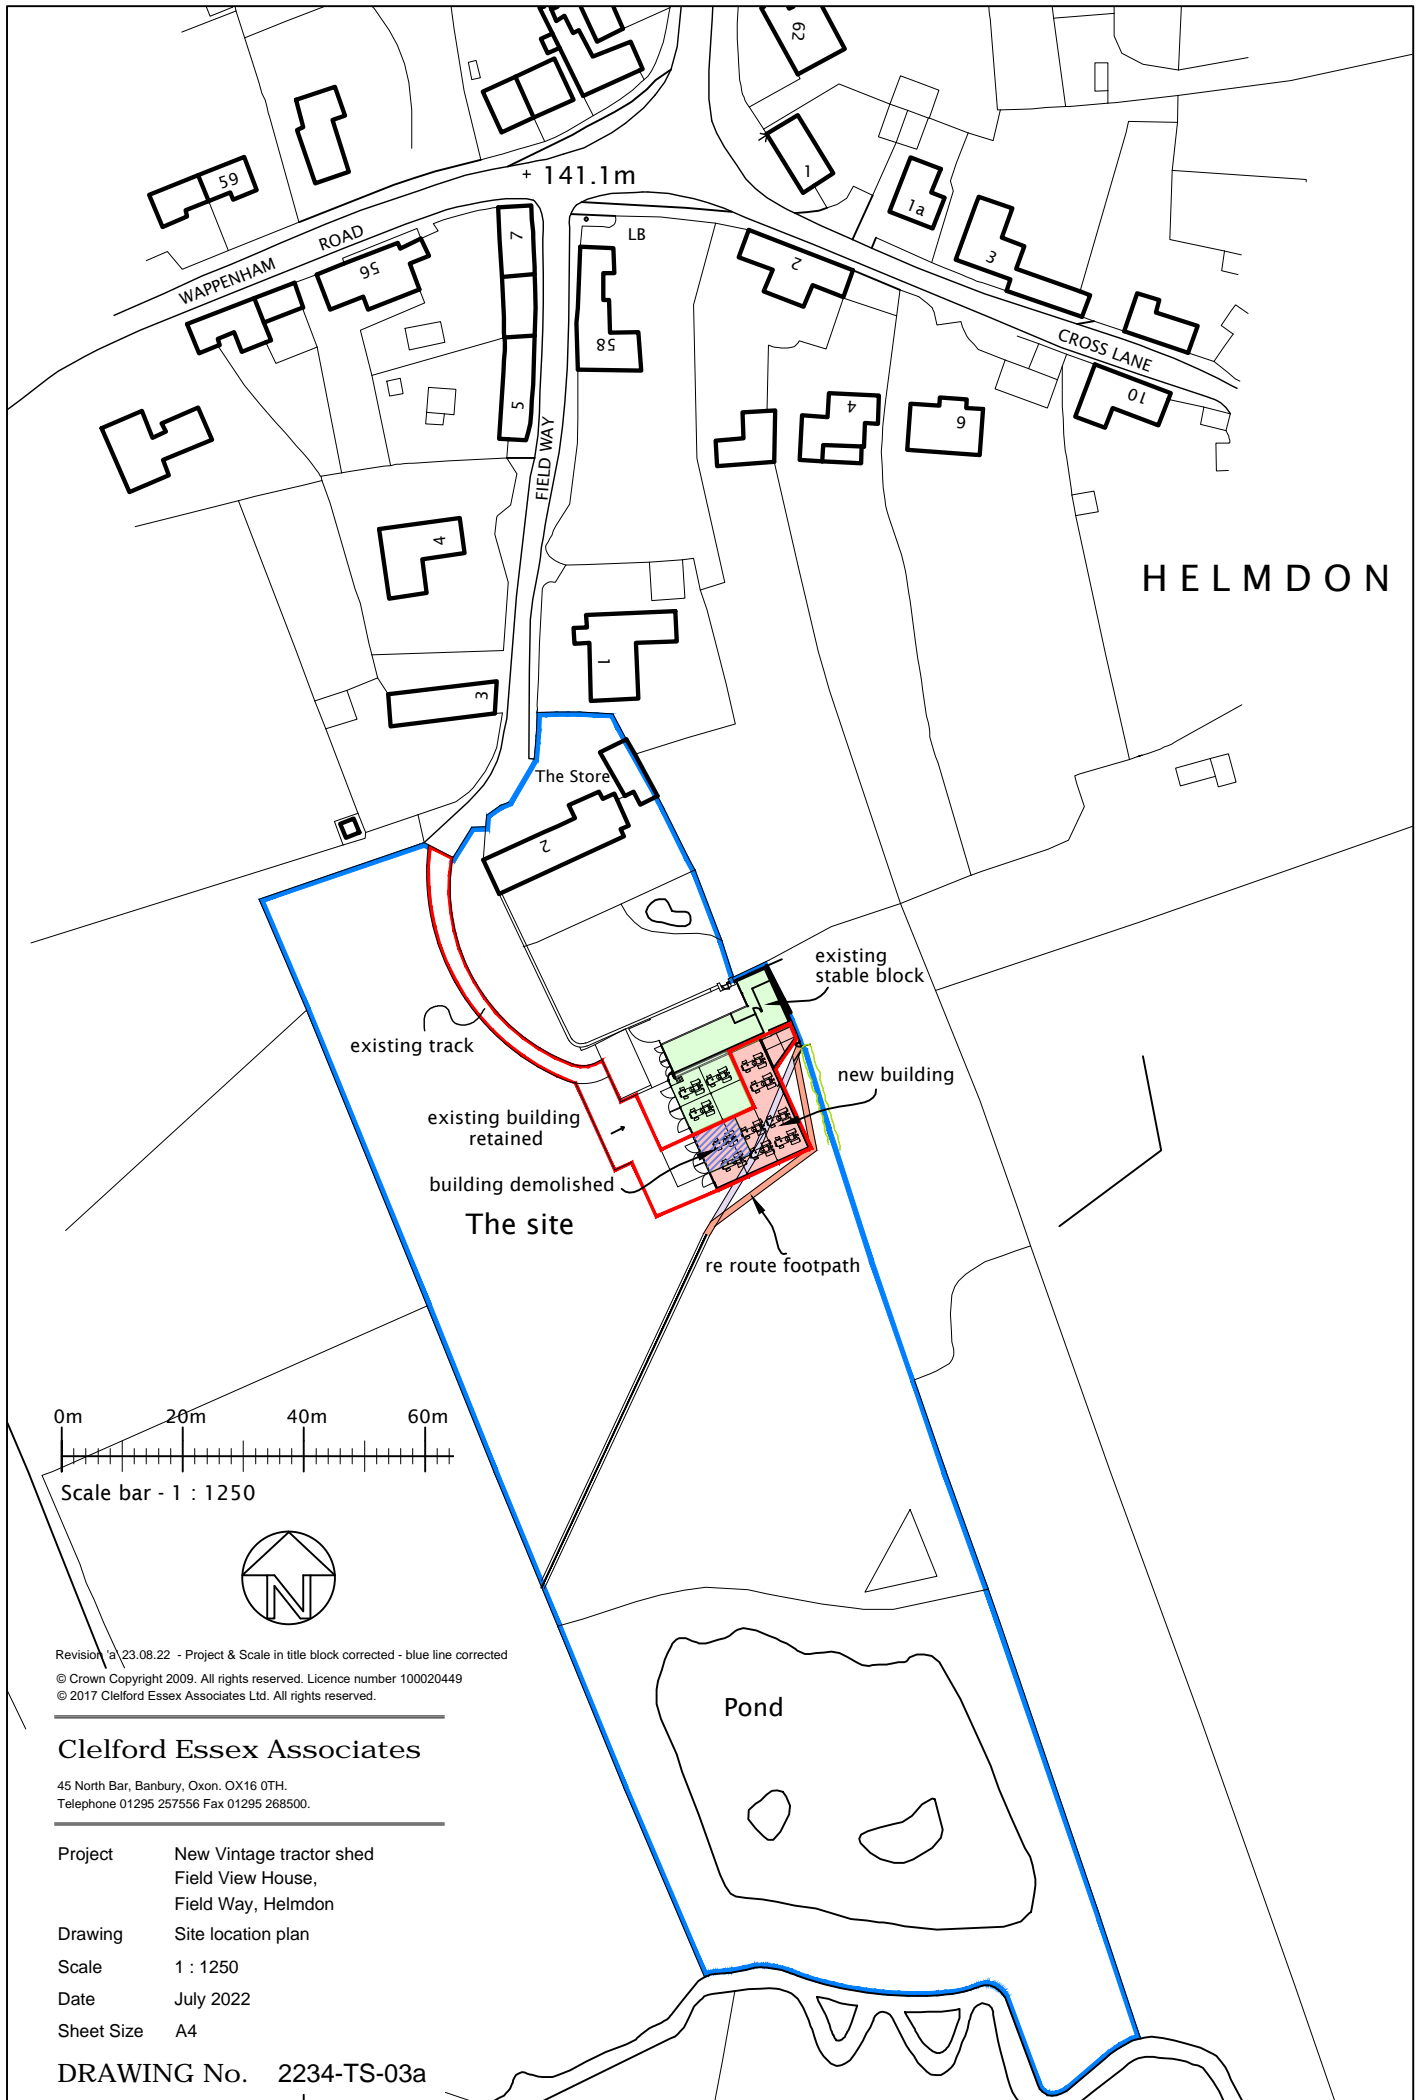 62
59
+ 141.1m
1
1a
ROAD
WAPPENHAM
56
7
LB
58
2
3
CROSS LANE
10
5
FIELD WAY
4
6
4
HELMDON
1
3
The Store
2
existing
stable block
existing track
new building
existing building
retained
building demolished
The site
re route footpath
0m 20m 40m 60m
Scale bar - 1 : 1250
N
Revision 'a' 23.08.22 - Project & Scale in title block corrected - blue line corrected
© Crown Copyright 2009. All rights reserved. Licence number 100020449
© 2017 Clelford Essex Associates Ltd. All rights reserved.
Pond
Clelford Essex Associates
45 North Bar, Banbury, Oxon. OX16 0TH.
Telephone 01295 257556 Fax 01295 268500.
Project New Vintage tractor shed
Field View House,
Field Way, Helmdon
Drawing Site location plan
Scale 1 : 1250
Date July 2022
Sheet Size A4
DRAWING No. 2234-TS-03a